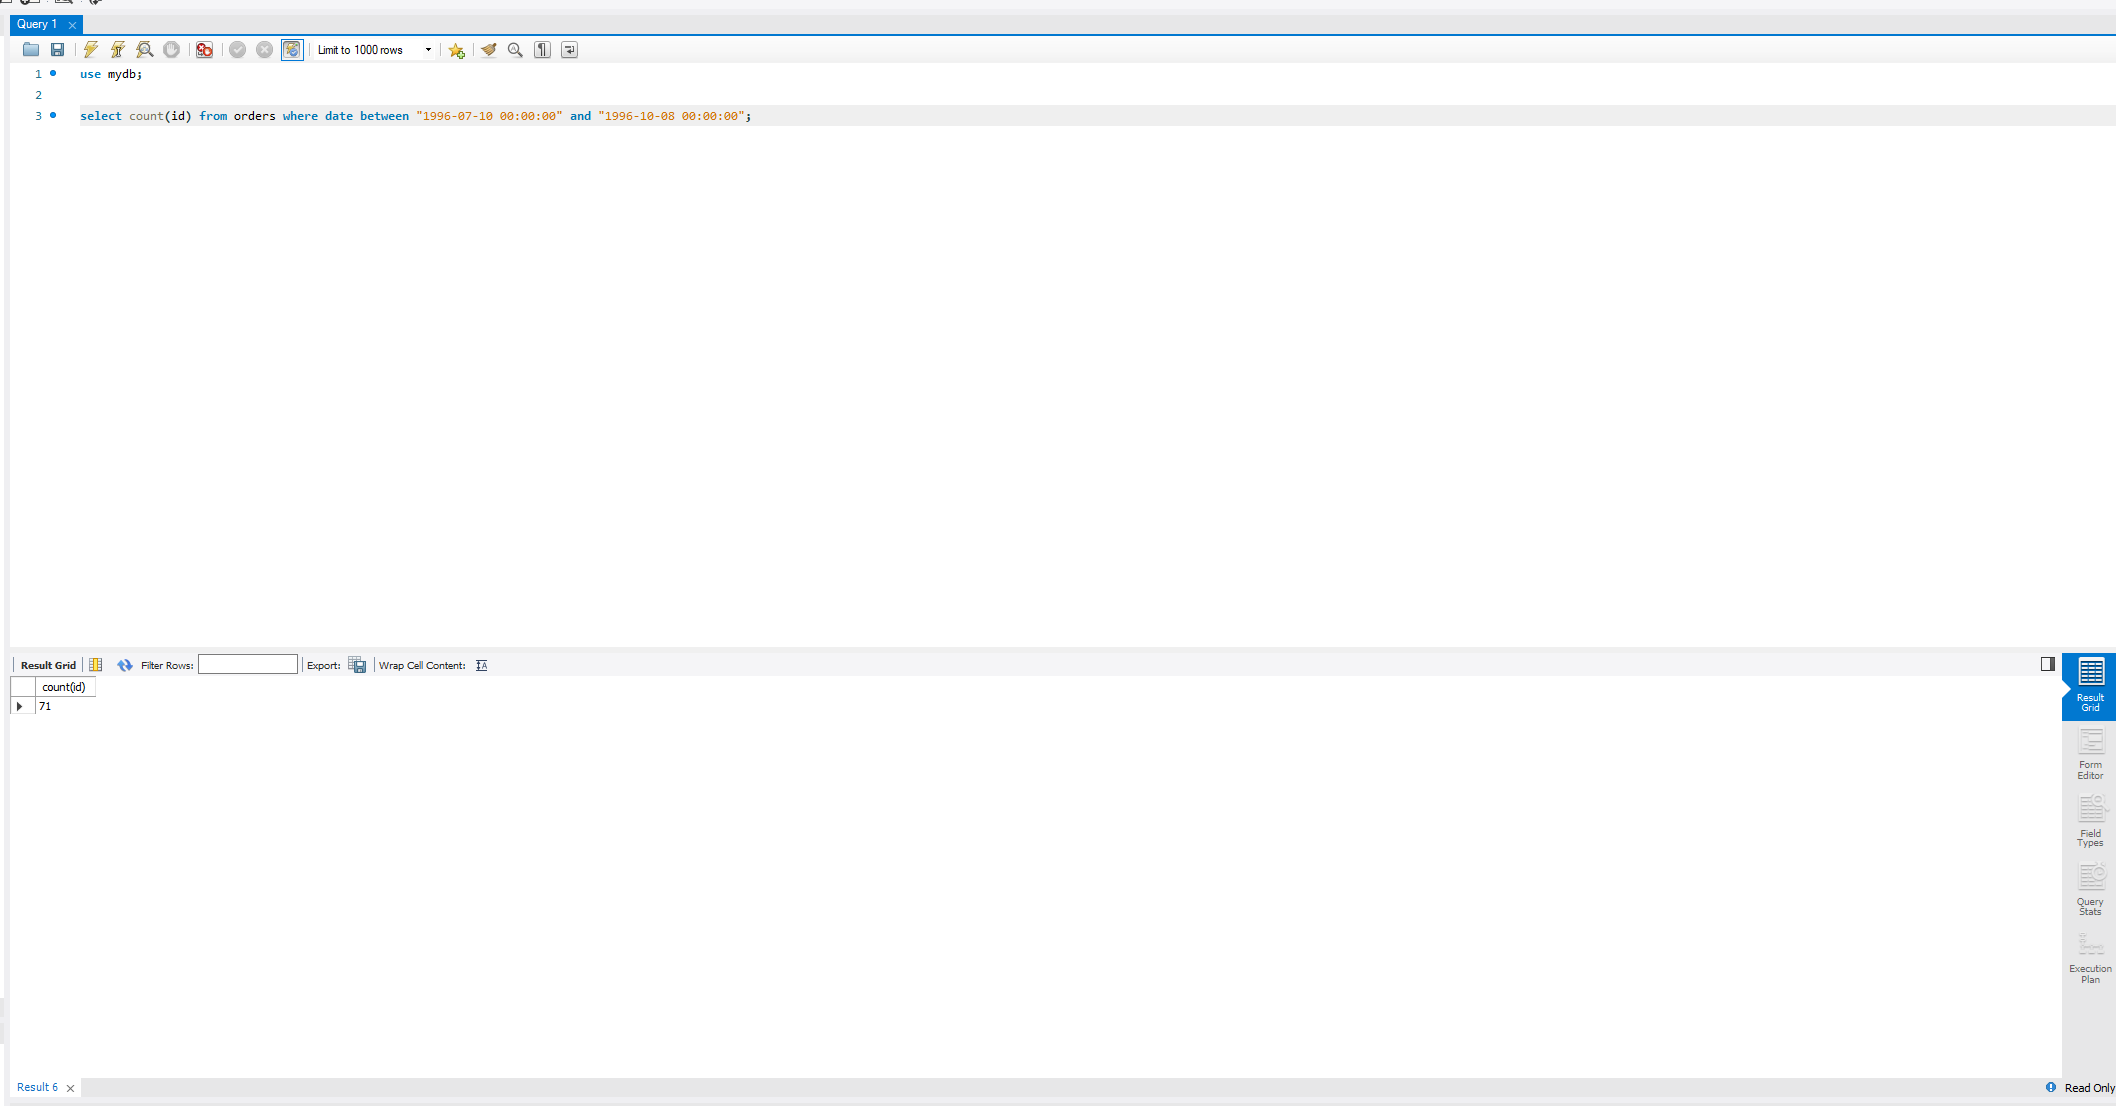 Query 1
Limit to 1000 rows
1 use mydb;
2
3 select count(id) from orders where date between "1996-07-10 00:00:00" and "1996-10-08 00:00:00";
Result Grid Filter Rows: Export: Wrap Cell Content:
count(id)
71
Result
Grid
Form
Editor
Field
Types
Query
Stats
Execution
Plan
Result 6 Read Only